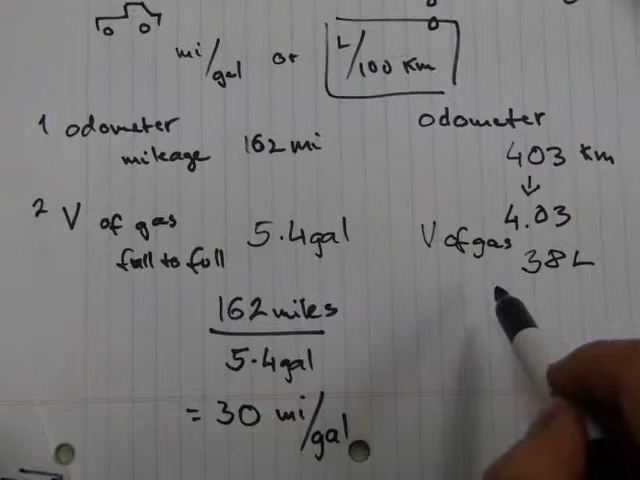 mi/gal or L/100 Km
1 odometer mileage 162 mi
2 V of gas full to full 5.4 gal
162 miles
5.4 gal
= 30 mi/gal
odometer
403 Km
↓
4.03
V of gas
38 L